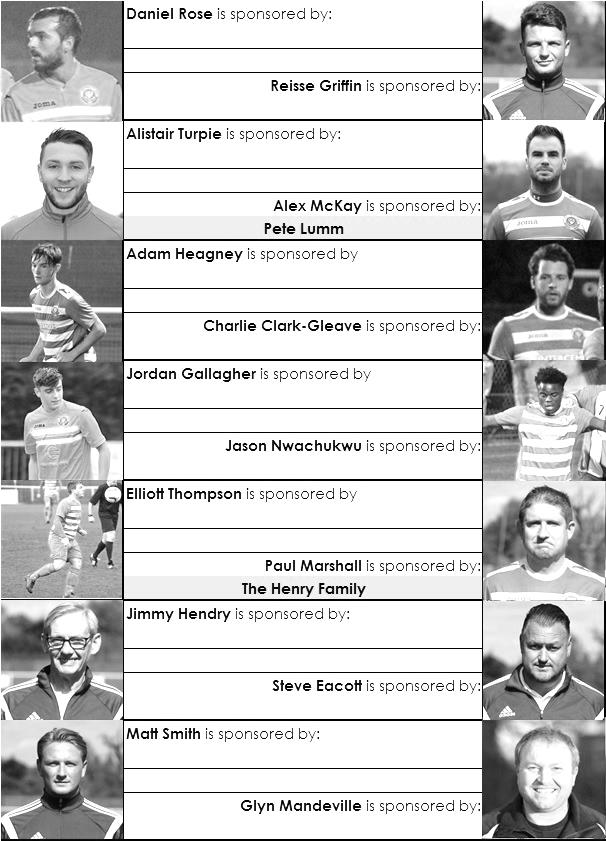 Daniel Rose is sponsored by:
Reisse Griffin is sponsored by:
Alistair Turpie is sponsored by:
Alex McKay is sponsored by:
Pete Lumm
Adam Heagney is sponsored by
Charlie Clark-Gleave is sponsored by:
Jordan Gallagher is sponsored by
Jason Nwachukwu is sponsored by:
Elliott Thompson is sponsored by
Paul Marshall is sponsored by:
The Henry Family
Jimmy Hendry is sponsored by:
Steve Eacott is sponsored by:
Matt Smith is sponsored by:
Glyn Mandeville is sponsored by: